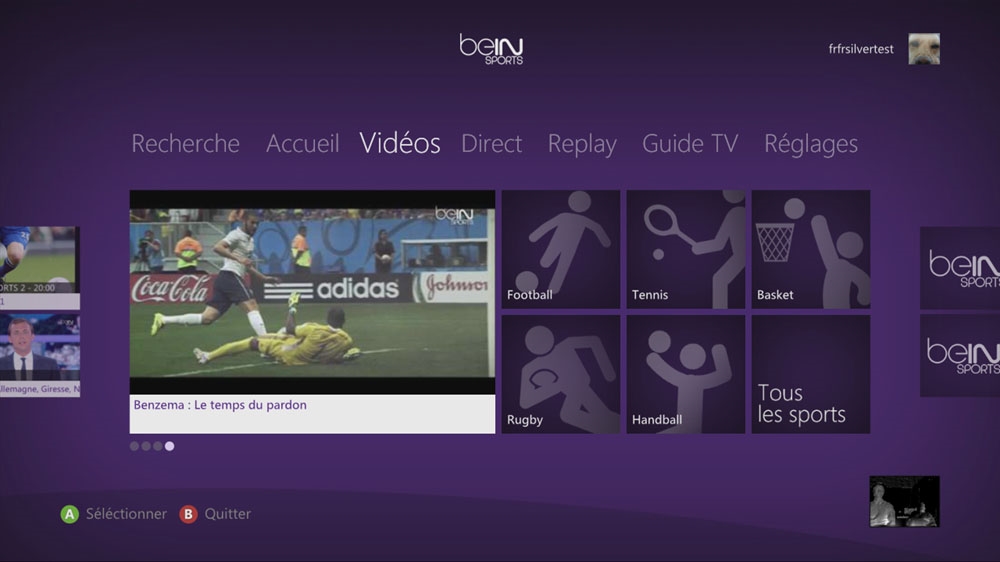 beIN
SPORTS
frfrsilvertest
Recherche
Accueil
Vidéos
Direct
Replay
Guide TV
Réglages
beIN
SPORTS
Coca-Cola
adidas
Johnson
Benzema : Le temps du pardon
Football
Tennis
Basket
Rugby
Handball
Tous
les sports
ORTS 2 - 20:00
1
llemagne, Giresse, N
beIN
SPORTS
beIN
SPORTS
A Séléctionner
B Quitter